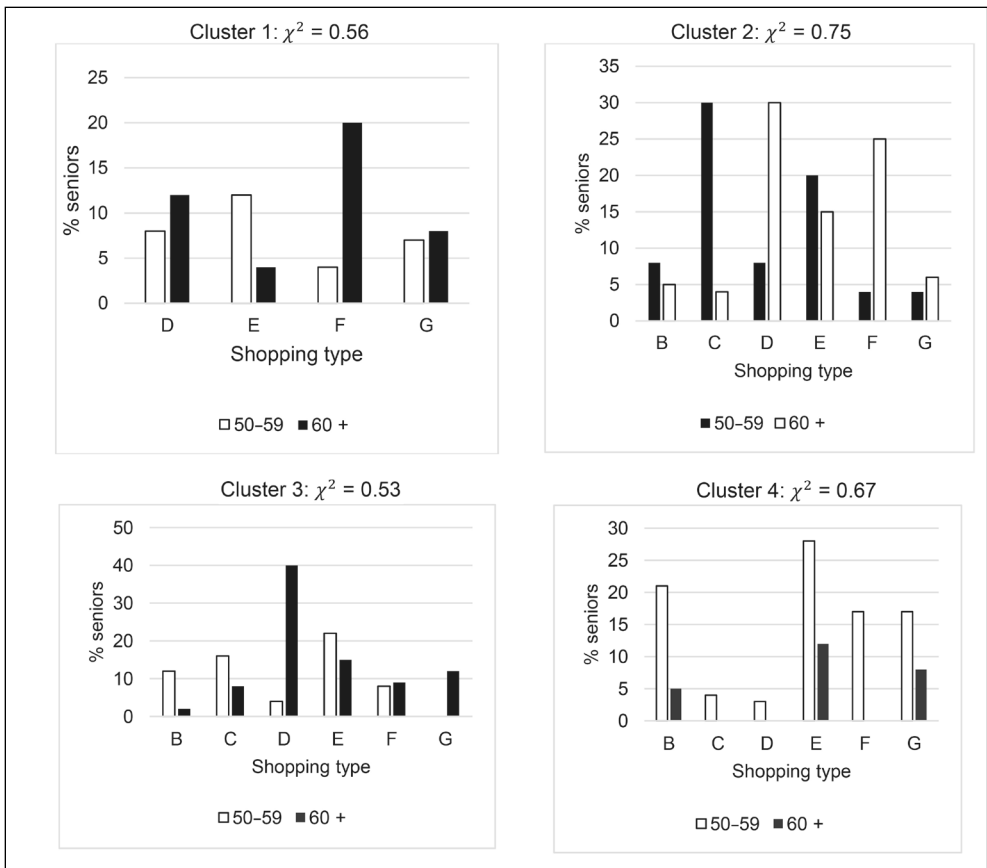 Cluster 1: χ² = 0.56
25
20
15
10
5
0
% seniors
D E F G
Shopping type
50–59 60 +
Cluster 2: χ² = 0.75
35
30
25
20
15
10
5
0
% seniors
B C D E F G
Shopping type
50–59 60 +
Cluster 3: χ² = 0.53
50
40
30
20
10
0
% seniors
B C D E F G
Shopping type
50–59 60 +
Cluster 4: χ² = 0.67
30
25
20
15
10
5
0
% seniors
B C D E F G
Shopping type
50–59 60 +